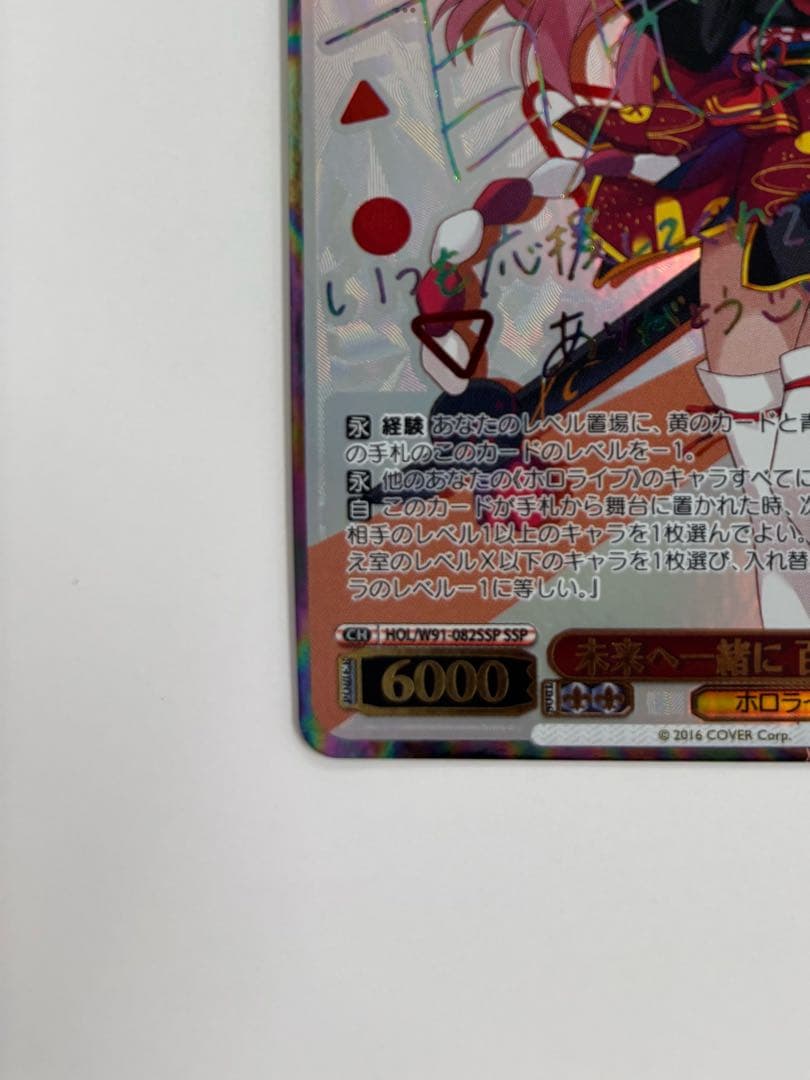 いつも応援してくれて
ありがとう
永 経験 あなたのレベル置場に、黄のカードと青
の手札のこのカードのレベルを-1。
永 他のあなたの《ホロライブ》のキャラすべてに
自 このカードが手札から舞台に置かれた時、次
相手のレベル1以上のキャラを1枚選んでよい。
え室のレベルX以下のキャラを1枚選び、入れ替
ラのレベル-1に等しい。』
CH HOL/W91-082SSP SSP
未来へ一緒に 百
6000
ホロライ
© 2016 COVER Corp.